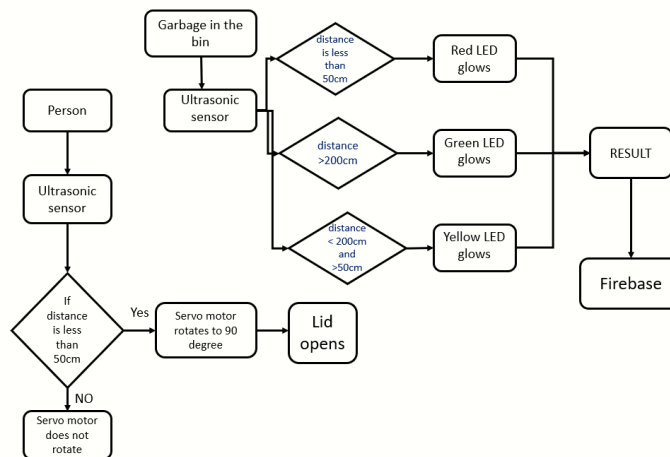 Garbage in the
bin
Ultrasonic
sensor
distance
is less
than
50cm
Red LED
glows
distance
>200cm
Green LED
glows
distance
< 200cm
and
>50cm
Yellow LED
glows
RESULT
Firebase
Person
Ultrasonic
sensor
If
distance
is less
than
50cm
Yes
Servo motor
rotates to 90
degree
Lid
opens
NO
Servo motor
does not
rotate